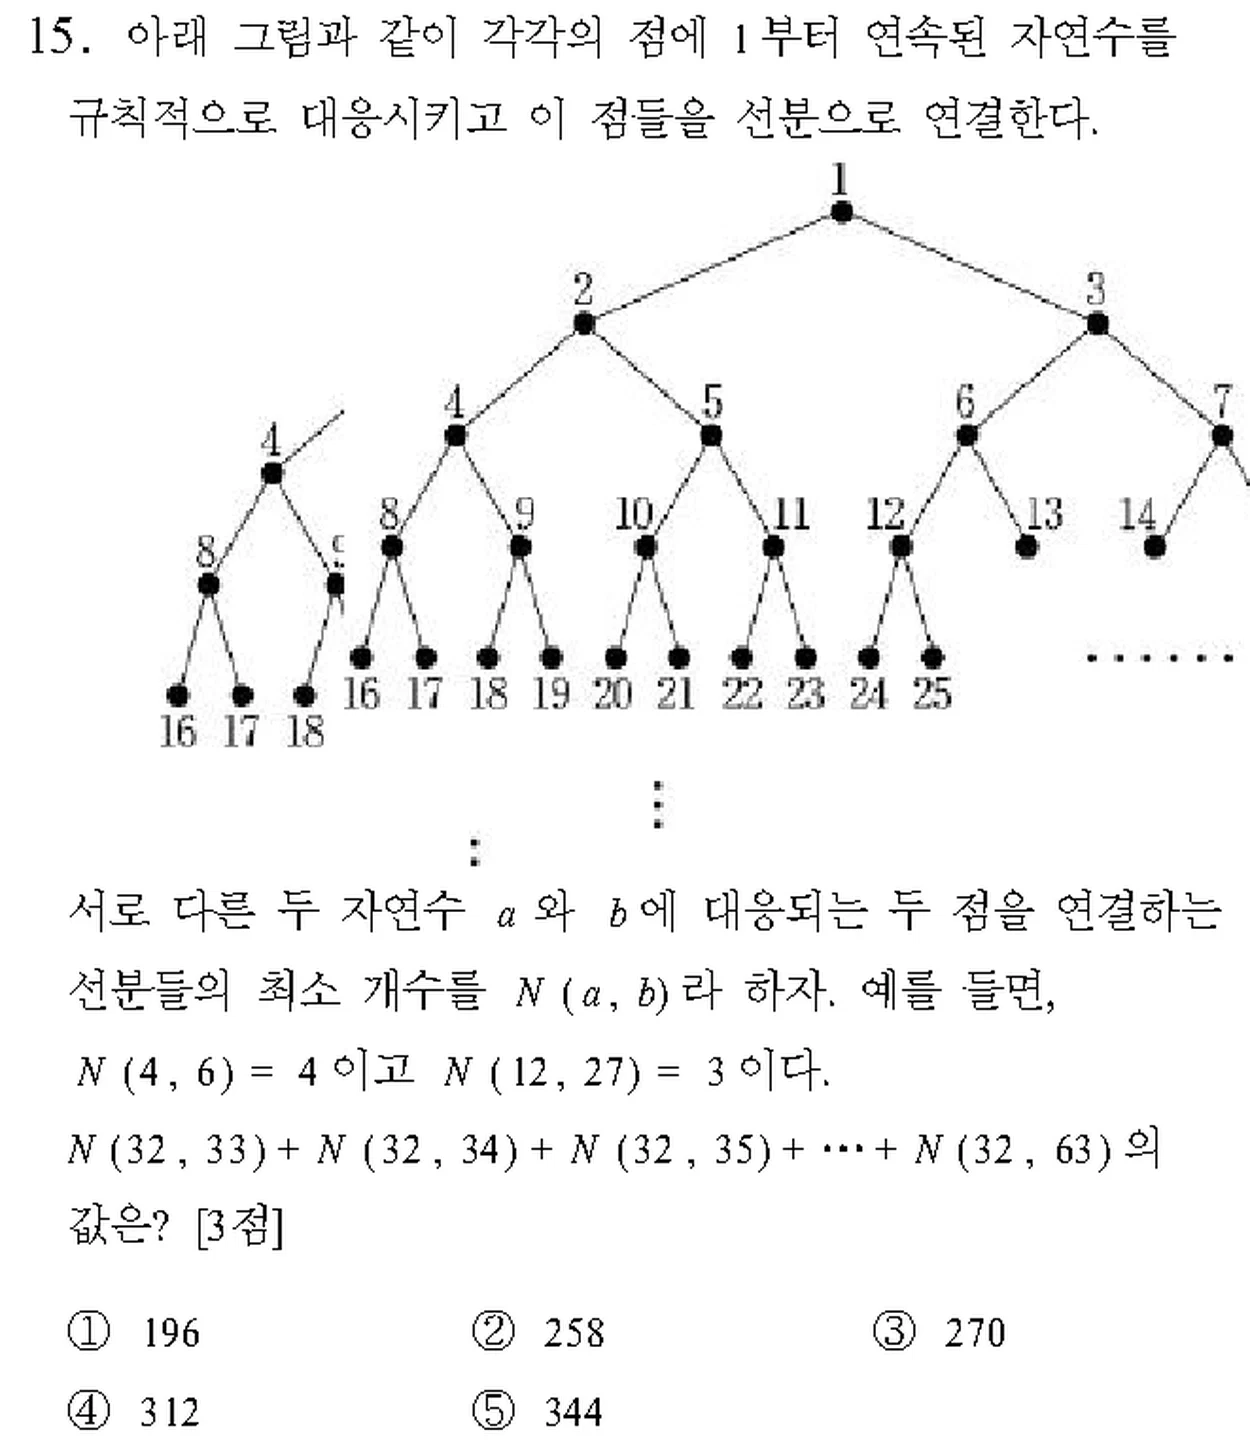 15. 아래 그림과 같이 각각의 점에 1부터 연속된 자연수를
규칙적으로 대응시키고 이 점들을 선분으로 연결한다.
1
2 3
4 5 6 7
4
8 9 10 11 12 13 14
8 9
16 17 18 19 20 21 22 23 24 25 ······
16 17 18
⋮
:
서로 다른 두 자연수 a 와 b에 대응되는 두 점을 연결하는
선분들의 최소 개수를 N (a, b)라 하자. 예를 들면,
N (4, 6) = 4 이고 N (12, 27) = 3 이다.
N (32, 33) + N (32, 34) + N (32, 35) + ⋯ + N (32, 63) 의
값은? [3점]
① 196 ② 258 ③ 270
④ 312 ⑤ 344